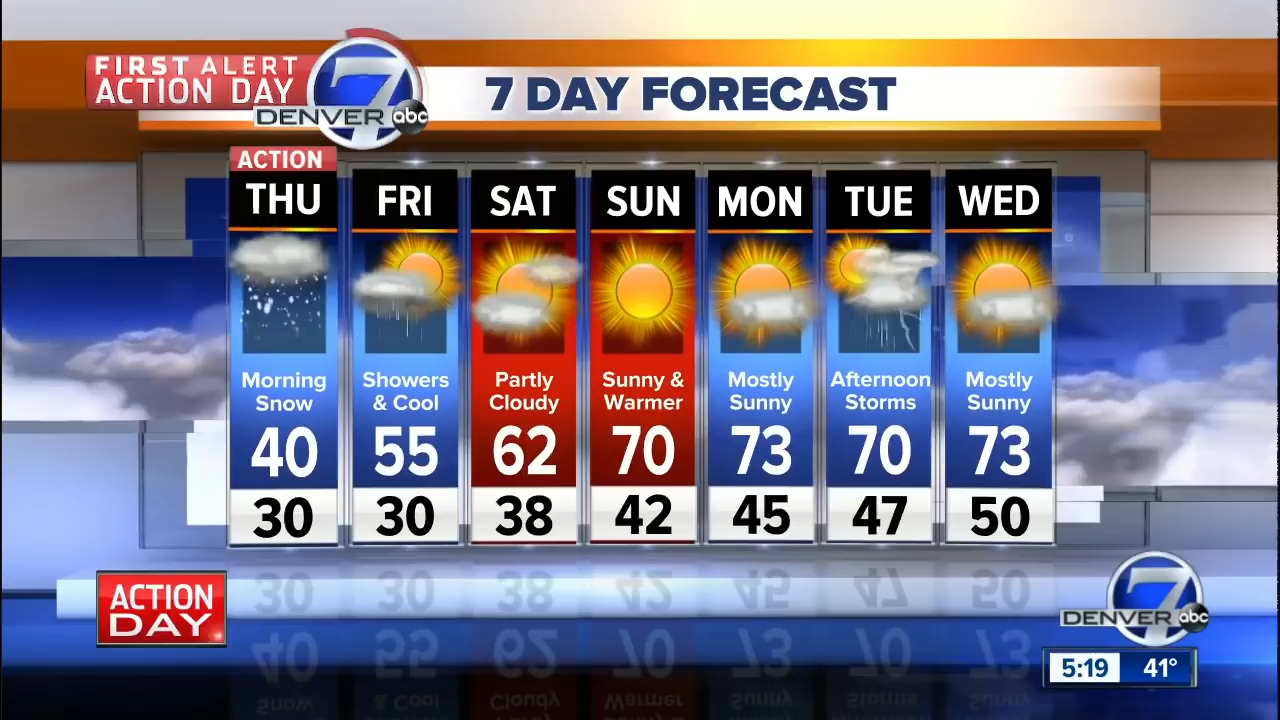 FIRST ALERT
ACTION DAY
7
DENVER abc
7 DAY FORECAST
ACTION
THU
FRI
SAT
SUN
MON
TUE
WED
Morning
Snow
Showers
& Cool
Partly
Cloudy
Sunny &
Warmer
Mostly
Sunny
Afternoon
Storms
Mostly
Sunny
40
55
62
70
73
70
73
30
30
38
42
45
47
50
ACTION
DAY
7
DENVER abc
5:19 41°